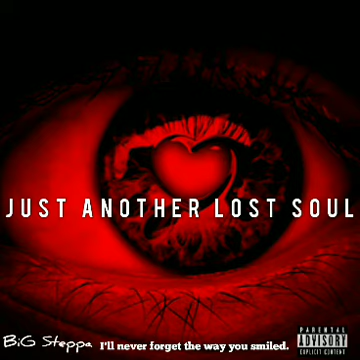 JUST ANOTHER LOST SOUL
BiG Steppa I'll never forget the way you smiled.
PARENTAL
ADVISORY
EXPLICIT CONTENT